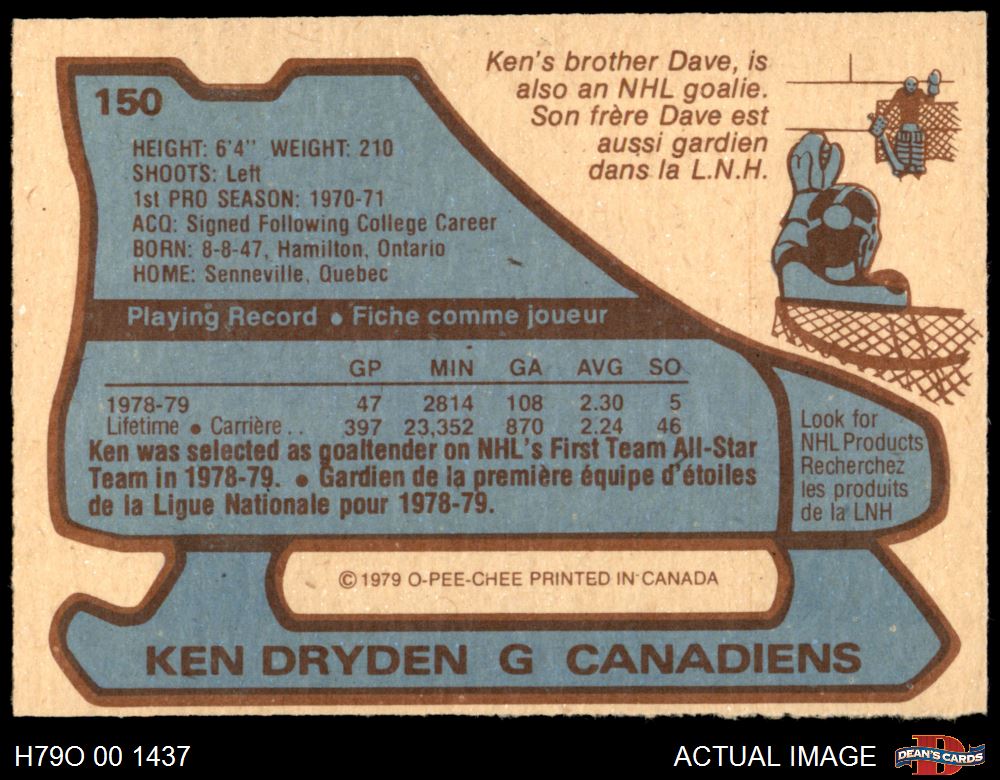 150
Ken's brother Dave, is
also an NHL goalie.
Son frère Dave est
aussi gardien
dans la L.N.H.
HEIGHT: 6'4" WEIGHT: 210
SHOOTS: Left
1st PRO SEASON: 1970-71
ACQ: Signed Following College Career
BORN: 8-8-47, Hamilton, Ontario
HOME: Senneville, Quebec
Playing Record • Fiche comme joueur
GP MIN GA AVG SO
1978-79 47 2814 108 2.30 5
Lifetime • Carrière . . 397 23,352 870 2.24 46
Ken was selected as goaltender on NHL's First Team All-Star
Team in 1978-79. • Gardien de la première équipe d'étoiles
de la Ligue Nationale pour 1978-79.
Look for
NHL Products
Recherchez
les produits
de la LNH
© 1979 O-PEE-CHEE PRINTED IN CANADA
KEN DRYDEN G CANADIENS
H79O 00 1437
ACTUAL IMAGE
DEAN'S CARDS